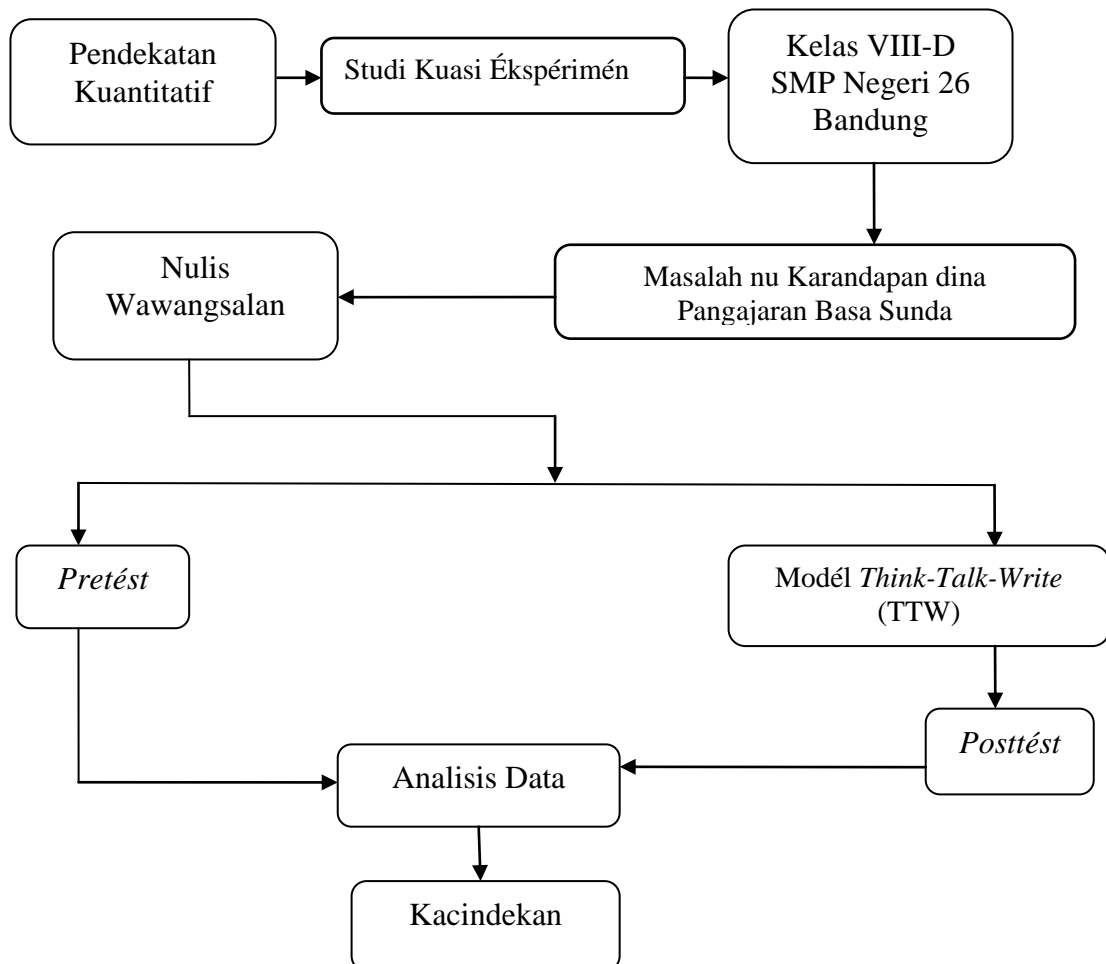 Pendekatan
Kuantitatif
Studi Kuasi Ékspérimén
Kelas VIII-D
SMP Negeri 26
Bandung
Nulis
Wawangsalan
Masalah nu Karandapan dina
Pangajaran Basa Sunda
Pretést
Modél Think-Talk-Write
(TTW)
Posttést
Analisis Data
Kacindekan